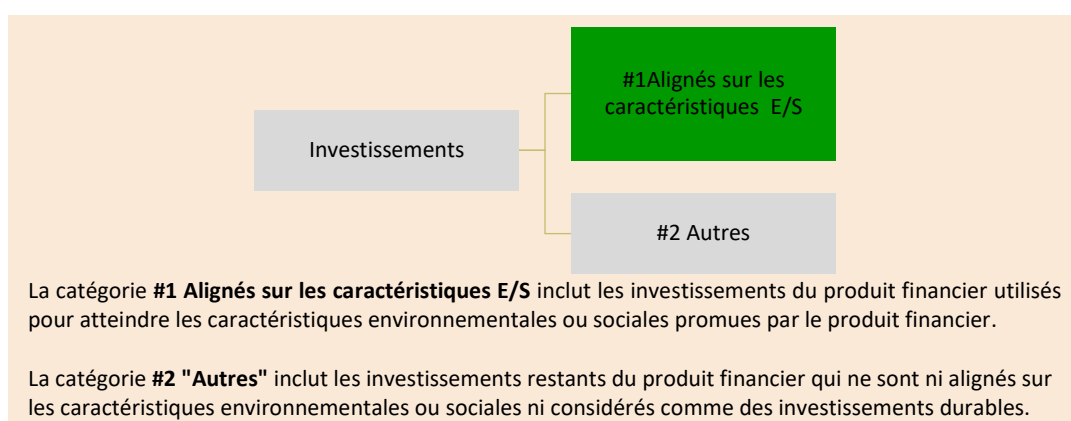 #1Alignés sur les
caractéristiques E/S
Investissements
#2 Autres
La catégorie #1 Alignés sur les caractéristiques E/S inclut les investissements du produit financier utilisés
pour atteindre les caractéristiques environnementales ou sociales promues par le produit financier.
La catégorie #2 "Autres" inclut les investissements restants du produit financier qui ne sont ni alignés sur
les caractéristiques environnementales ou sociales ni considérés comme des investissements durables.